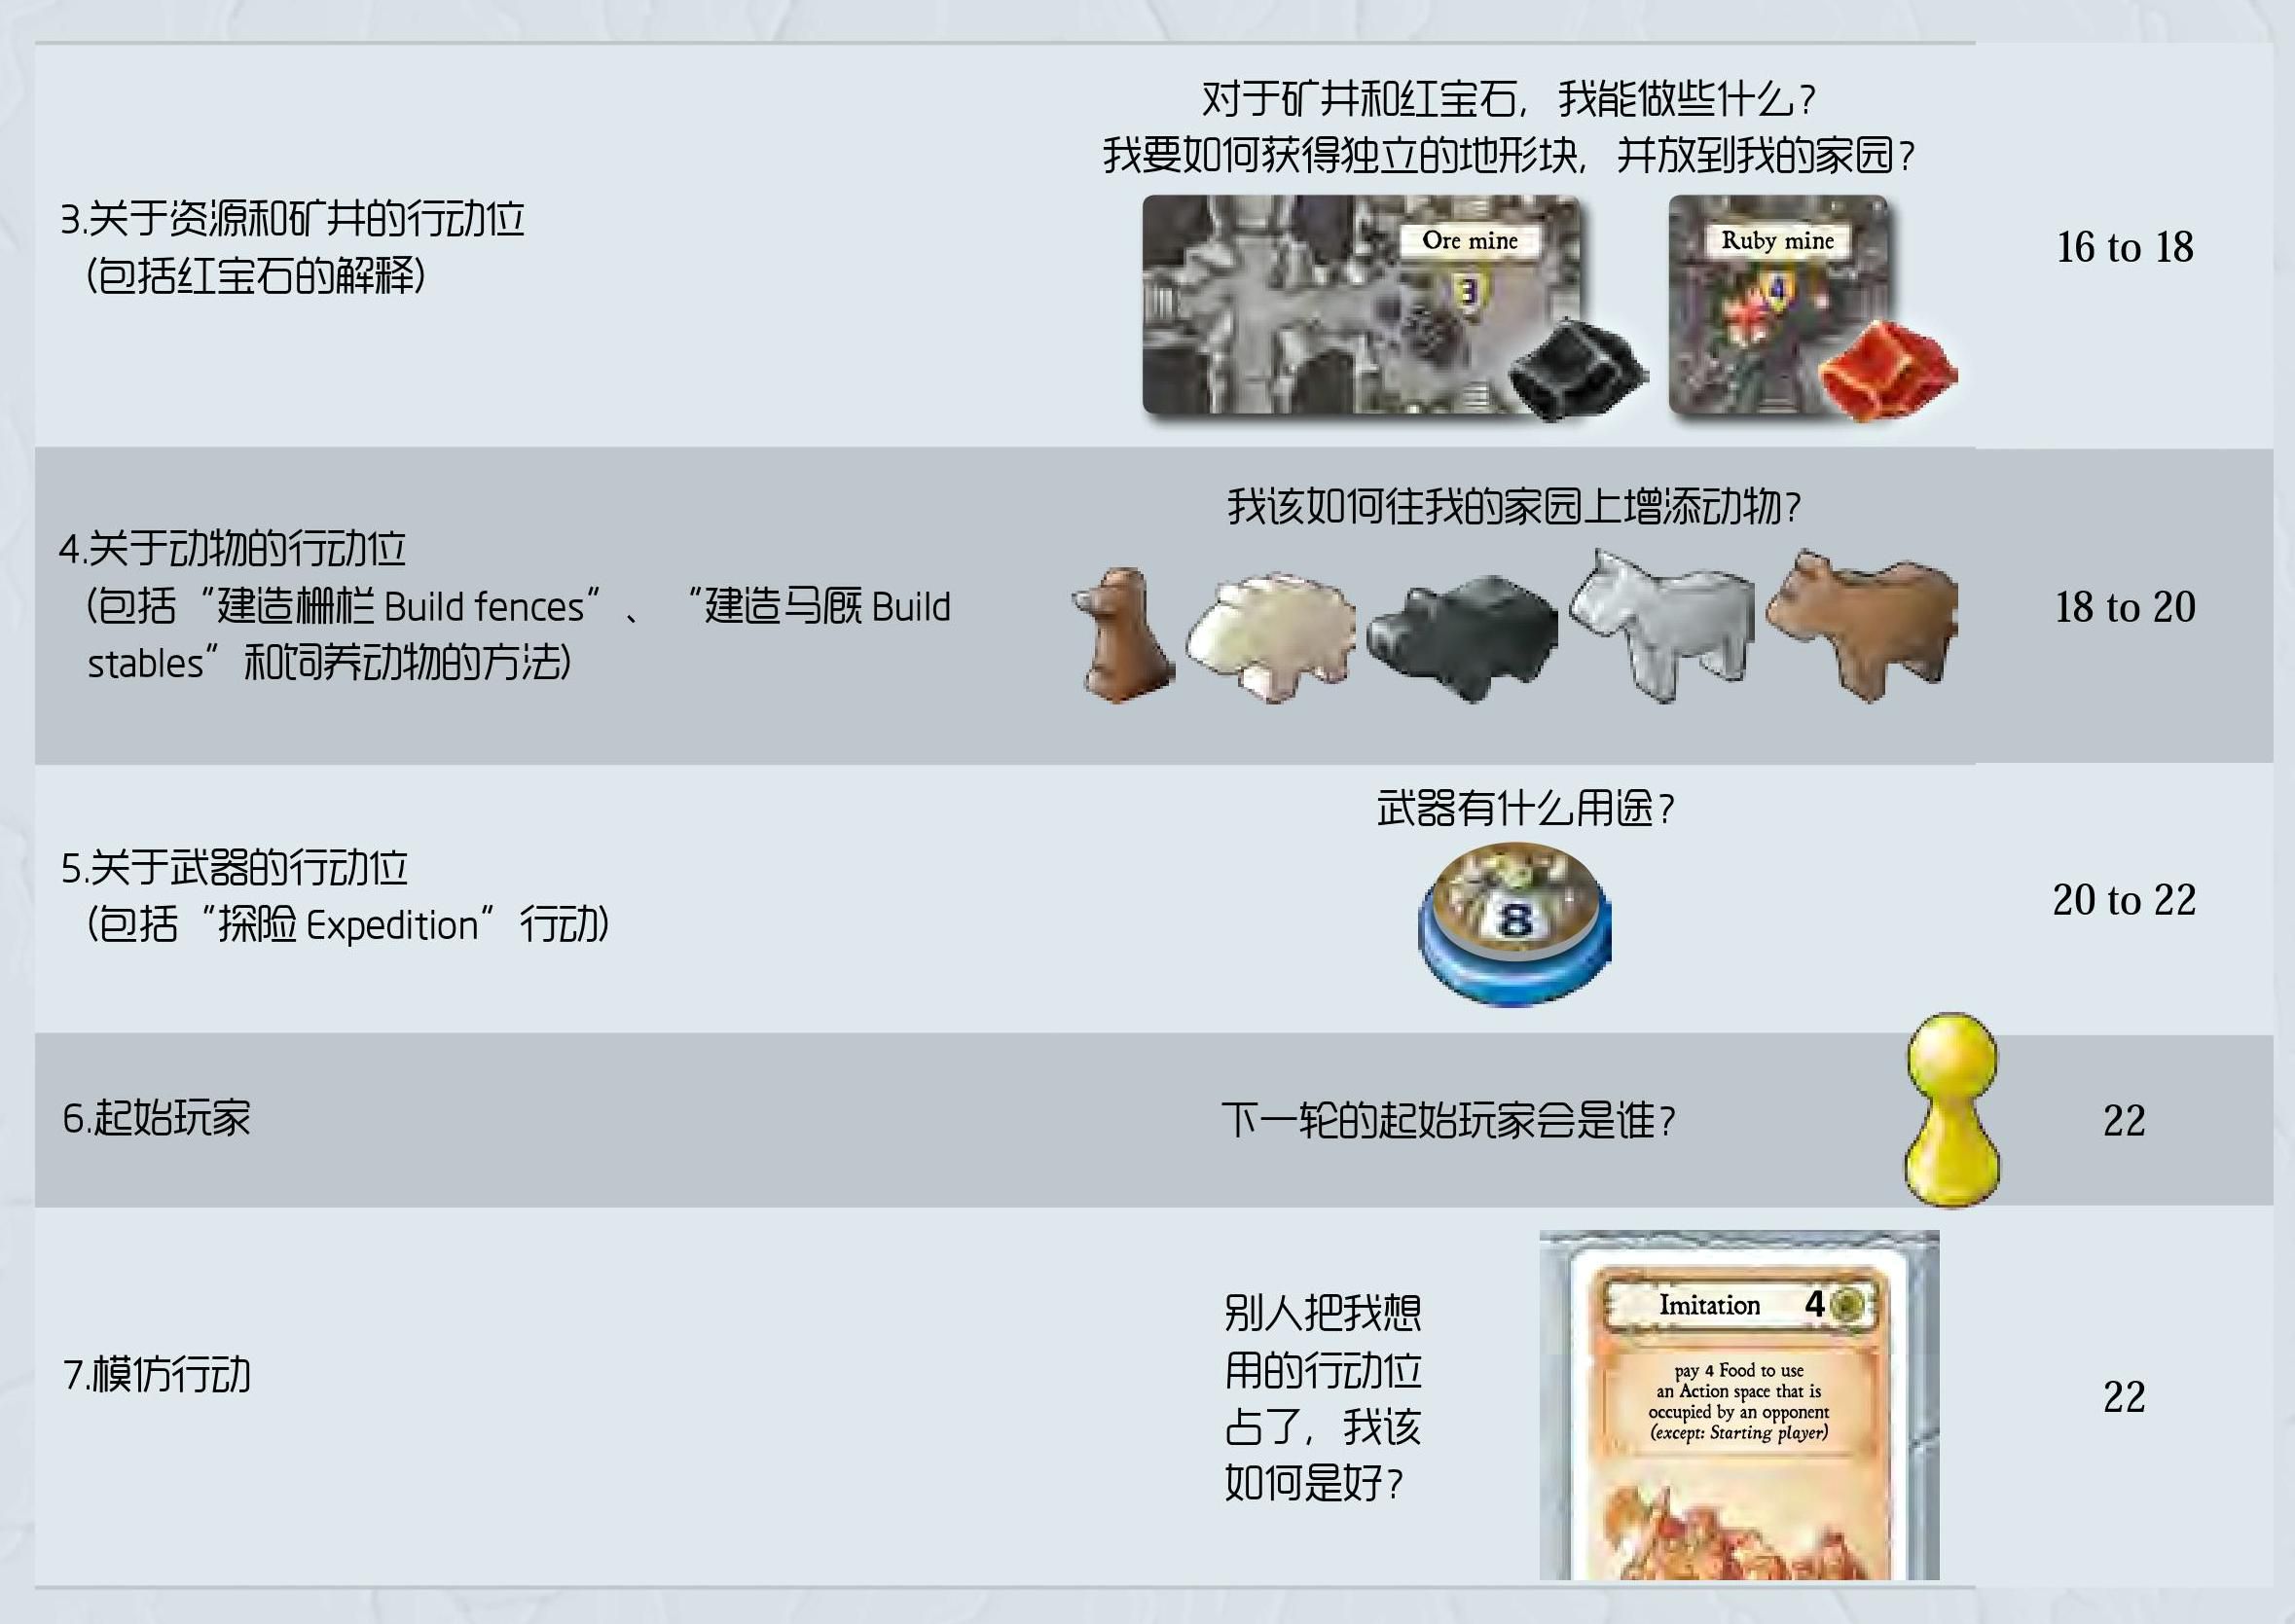 对于矿井和红宝石，我能做些什么？
我要如何获得独立的地形块，并放到我的家园？
3.关于资源和矿井的行动位
(包括红宝石的解释)
Ore mine
3
Ruby mine
4
16 to 18
我该如何往我的家园上增添动物？
4.关于动物的行动位
(包括“建造栅栏 Build fences”、“建造马厩 Build
stables”和饲养动物的方法)
18 to 20
武器有什么用途？
5.关于武器的行动位
(包括“探险 Expedition”行动)
8
20 to 22
6.起始玩家
下一轮的起始玩家会是谁？
22
7.模仿行动
别人把我想
用的行动位
占了，我该
如何是好？
Imitation 4
pay 4 Food to use
an Action space that is
occupied by an opponent
(except: Starting player)
22